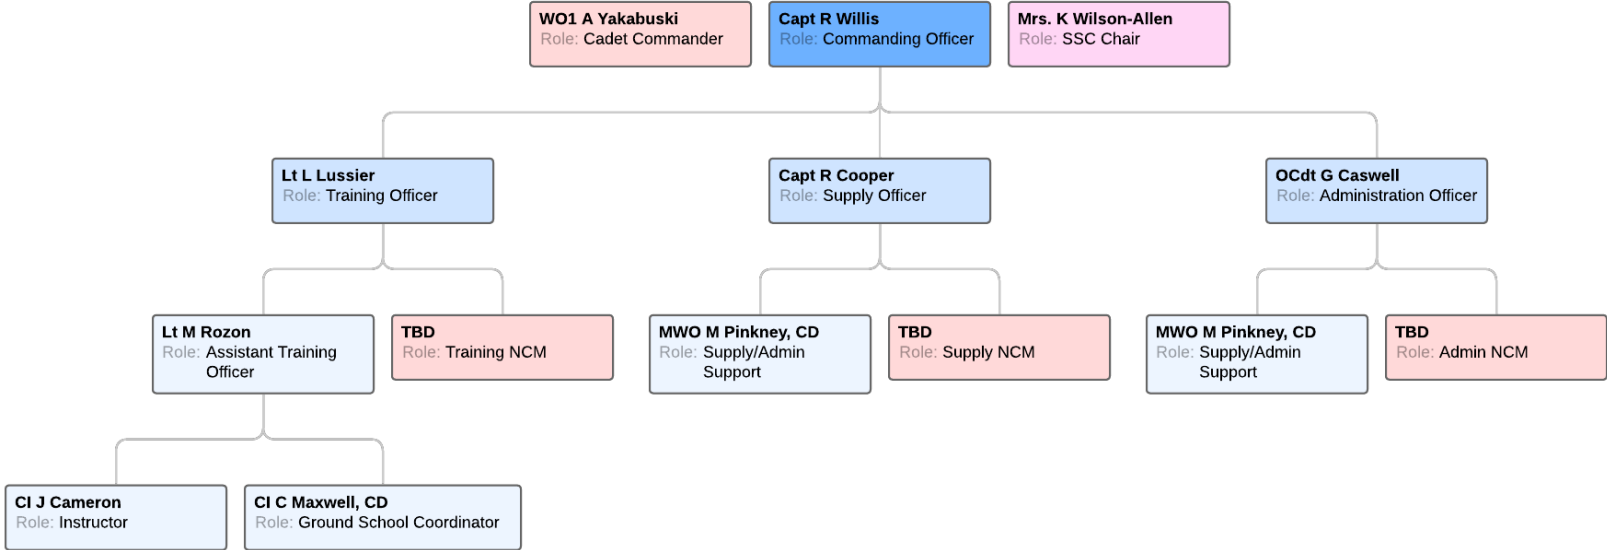 WO1 A Yakabuski
Role: Cadet Commander
Capt R Willis
Role: Commanding Officer
Mrs. K Wilson-Allen
Role: SSC Chair
Lt L Lussier
Role: Training Officer
Capt R Cooper
Role: Supply Officer
OCdt G Caswell
Role: Administration Officer
Lt M Rozon
Role: Assistant Training
Officer
TBD
Role: Training NCM
MWO M Pinkney, CD
Role: Supply/Admin
Support
TBD
Role: Supply NCM
MWO M Pinkney, CD
Role: Supply/Admin
Support
TBD
Role: Admin NCM
CI J Cameron
Role: Instructor
CI C Maxwell, CD
Role: Ground School Coordinator